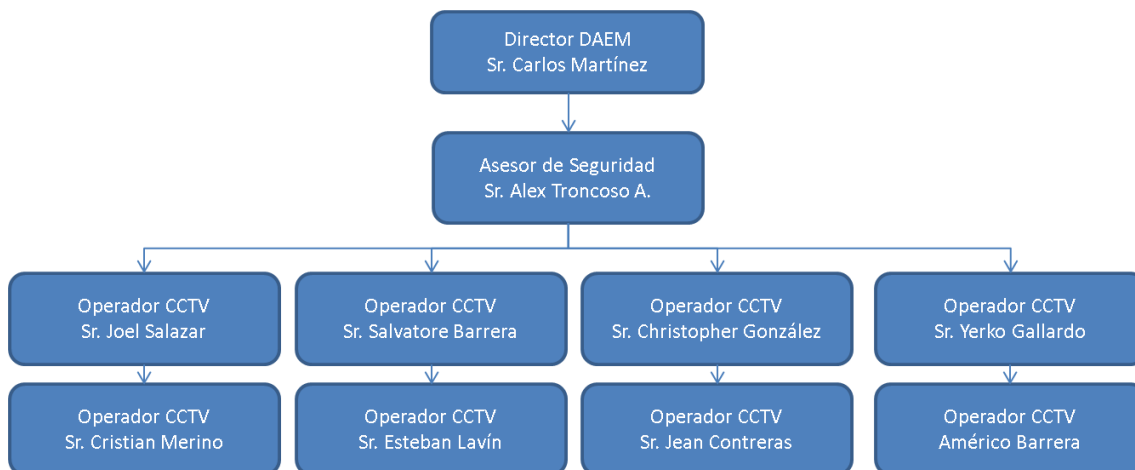 Director DAEM
Sr. Carlos Martínez
Asesor de Seguridad
Sr. Alex Troncoso A.
Operador CCTV
Sr. Joel Salazar
Operador CCTV
Sr. Salvatore Barrera
Operador CCTV
Sr. Christopher González
Operador CCTV
Sr. Yerko Gallardo
Operador CCTV
Sr. Cristian Merino
Operador CCTV
Sr. Esteban Lavín
Operador CCTV
Sr. Jean Contreras
Operador CCTV
Américo Barrera